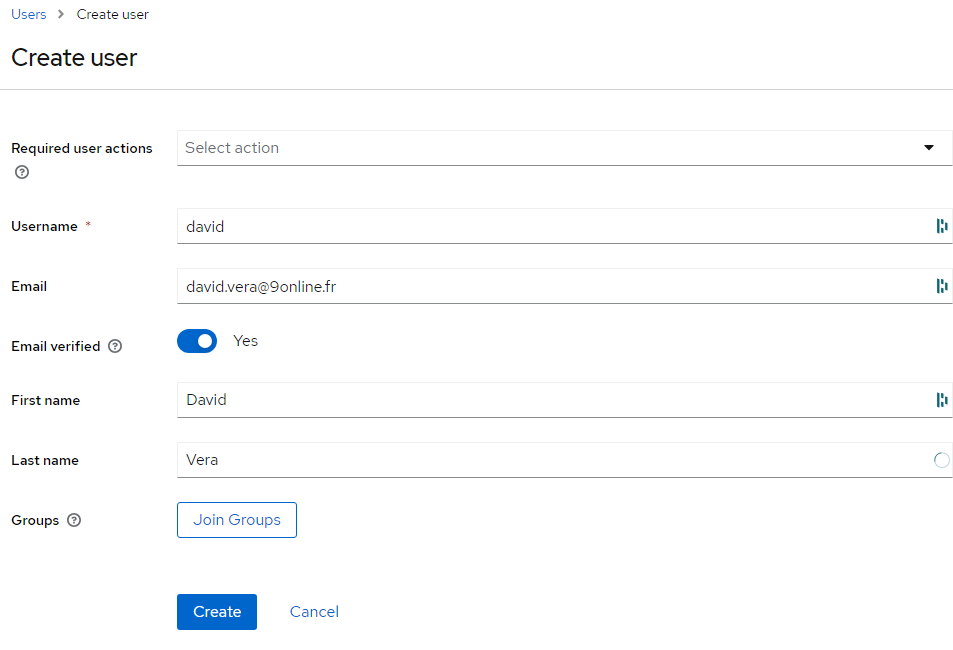 Users > Create user
Create user
Required user actions
Select action
Username *
david
Email
david.vera@9online.fr
Email verified
Yes
First name
David
Last name
Vera
Groups
Join Groups
Create Cancel